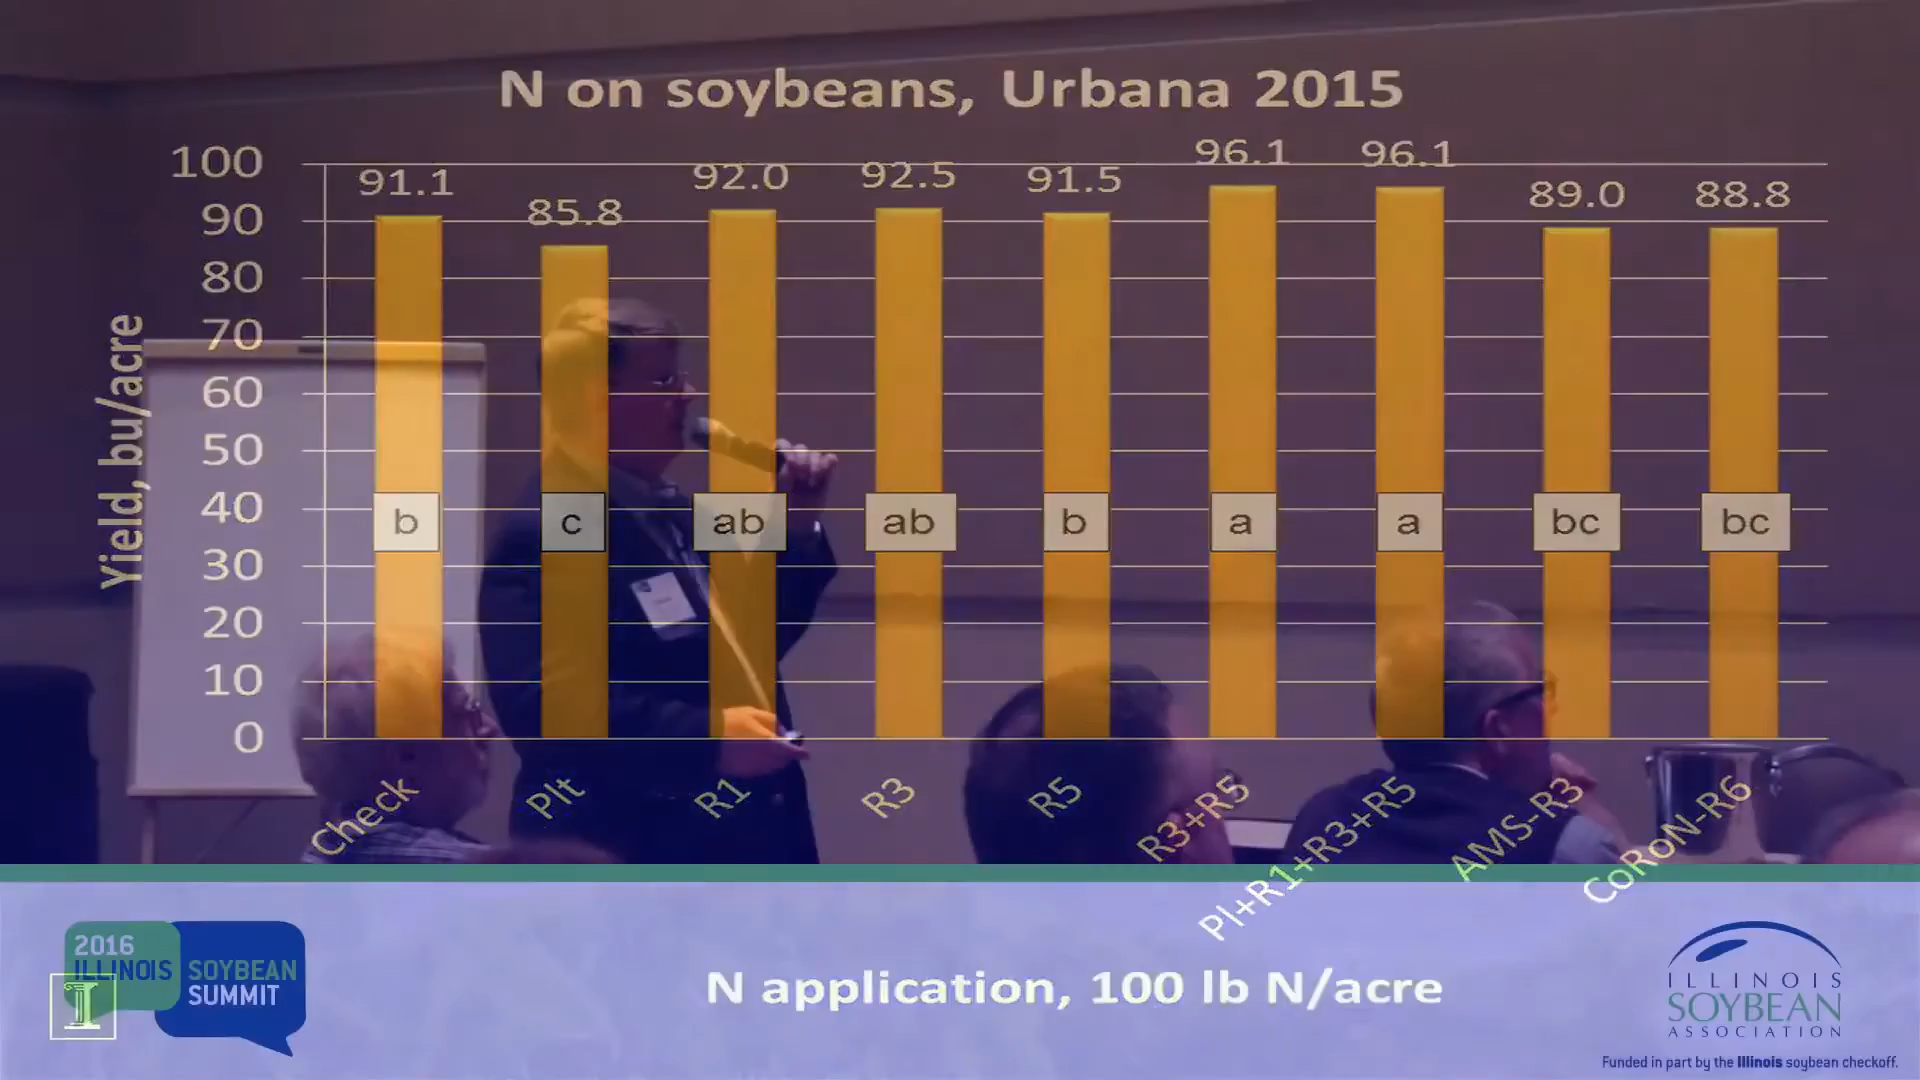 N on soybeans, Urbana 2015
Yield, bu/acre
100
90
80
70
60
50
40
30
20
10
0
91.1
85.8
92.0
92.5
91.5
96.1
96.1
89.0
88.8
b
c
ab
ab
b
a
a
bc
bc
Check
Plt
R1
R3
R5
R3+R5
Pl+R1+R3+R5
AMS-R3
CoRoN-R6
N application, 100 lb N/acre
2016
ILLINOIS
SOYBEAN
SUMMIT
I
ILLINOIS
SOYBEAN
ASSOCIATION
Funded in part by the Illinois soybean checkoff.